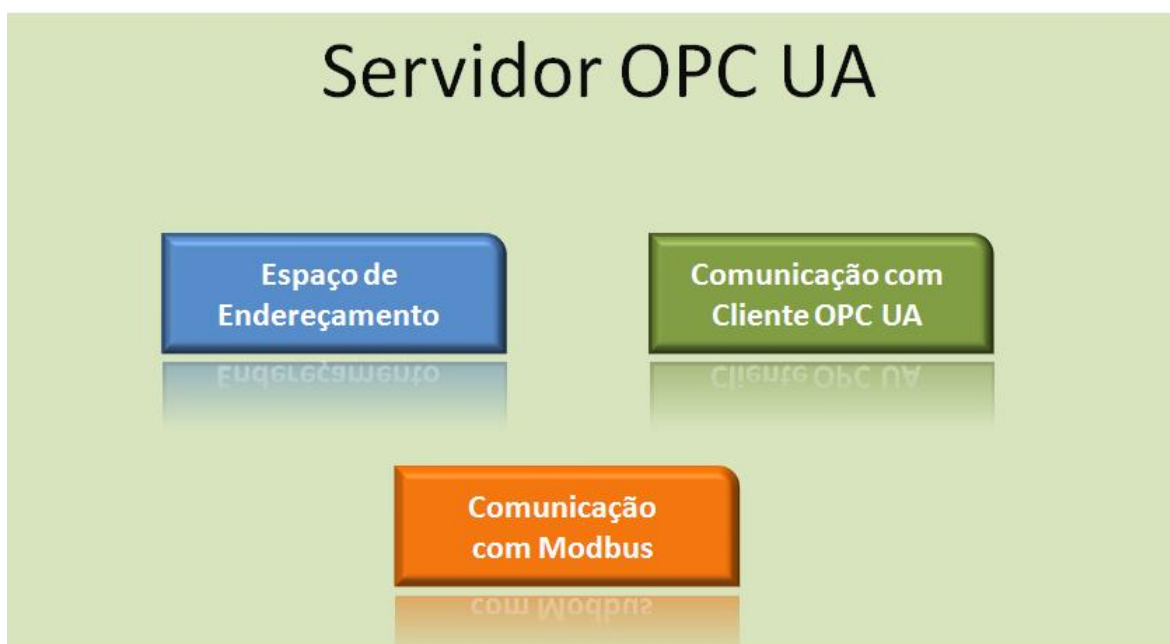 Servidor OPC UA
Espaço de
Endereçamento
Comunicação com
Cliente OPC UA
Comunicação
com Modbus